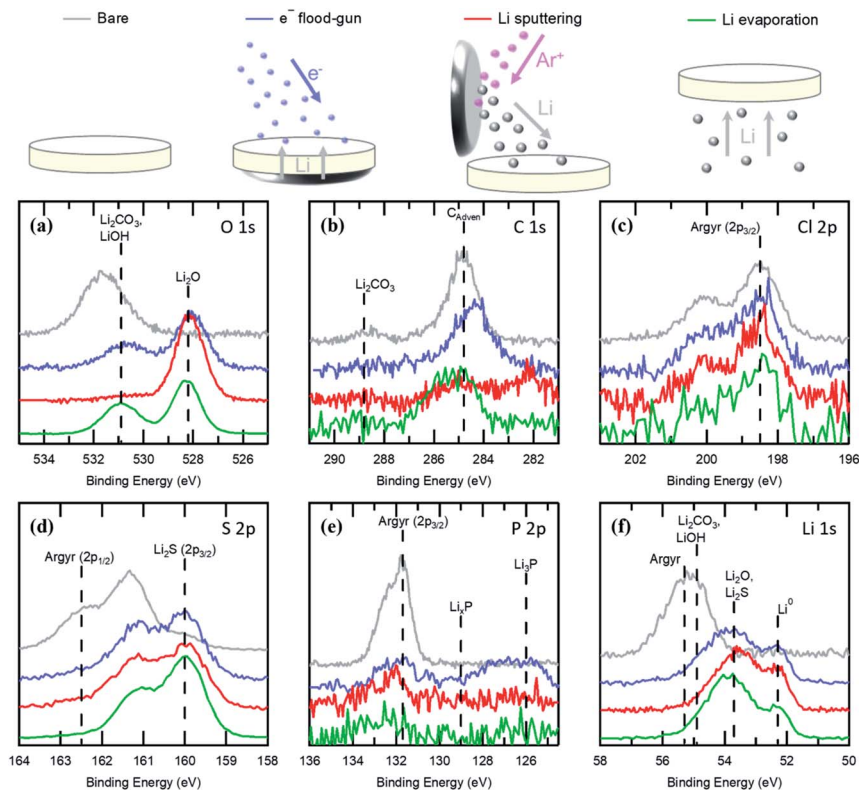 Bare
e⁻ flood-gun
Li sputtering
Li evaporation
e⁻
Li
Ar⁺
Li
Li
(a)
Li₂CO₃,
LiOH
O 1s
Li₂O
534 532 530 528 526
Binding Energy (eV)
(b)
C_Adven
C 1s
Li₂CO₃
290 288 286 284 282
Binding Energy (eV)
(c)
Cl 2p
Argyr (2p₃/₂)
202 200 198 196
Binding Energy (eV)
(d)
S 2p
Argyr (2p₁/₂)
Li₂S (2p₃/₂)
164 163 162 161 160 159 158
Binding Energy (eV)
(e)
Argyr (2p₃/₂)
P 2p
Li₃P
LiₓP
136 134 132 130 128 126 124
Binding Energy (eV)
(f)
Li₂CO₃,
LiOH
Li 1s
Argyr
Li₂O,
Li₂S
Li⁰
58 56 54 52 50
Binding Energy (eV)